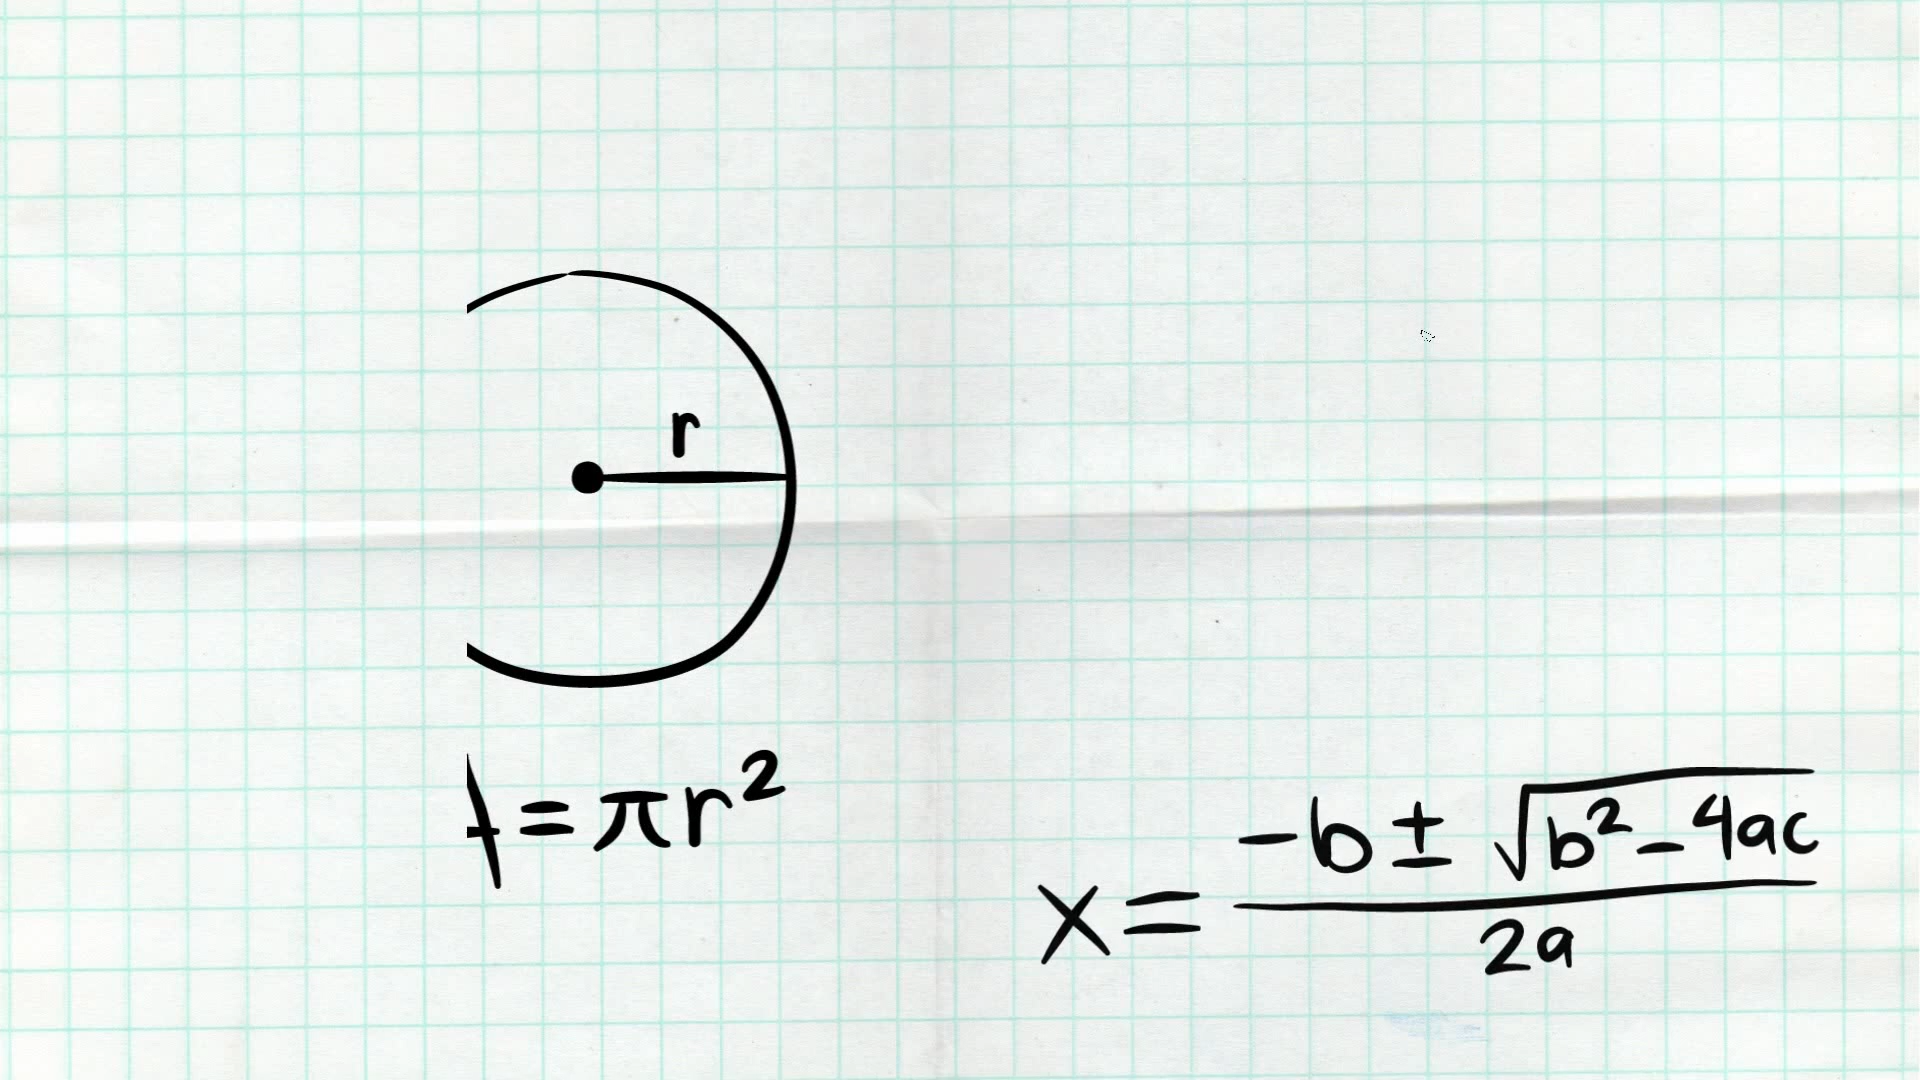 r
= πr²
x = -b ± √b² - 4ac / 2a